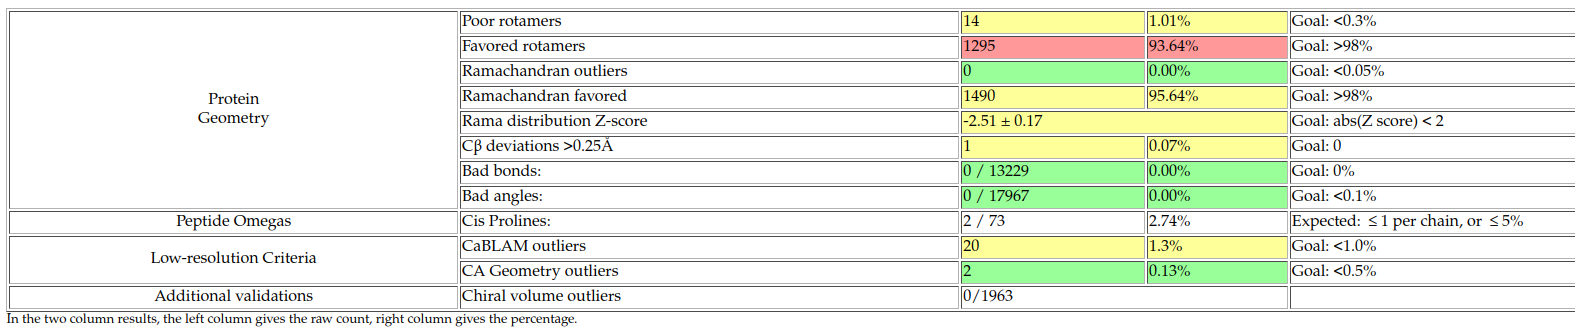 Poor rotamers 14 1.01% Goal: <0.3%
Favored rotamers 1295 93.64% Goal: >98%
Ramachandran outliers 0 0.00% Goal: <0.05%
Protein
Geometry
Ramachandran favored 1490 95.64% Goal: >98%
Rama distribution Z-score -2.51 ± 0.17 Goal: abs(Z score) < 2
Cβ deviations >0.25Å 1 0.07% Goal: 0
Bad bonds: 0 / 13229 0.00% Goal: 0%
Bad angles: 0 / 17967 0.00% Goal: <0.1%
Peptide Omegas Cis Prolines: 2 / 73 2.74% Expected: ≤1 per chain, or ≤5%
Low-resolution Criteria
CaBLAM outliers 20 1.3% Goal: <1.0%
CA Geometry outliers 2 0.13% Goal: <0.5%
Additional validations Chiral volume outliers 0/1963
In the two column results, the left column gives the raw count, right column gives the percentage.